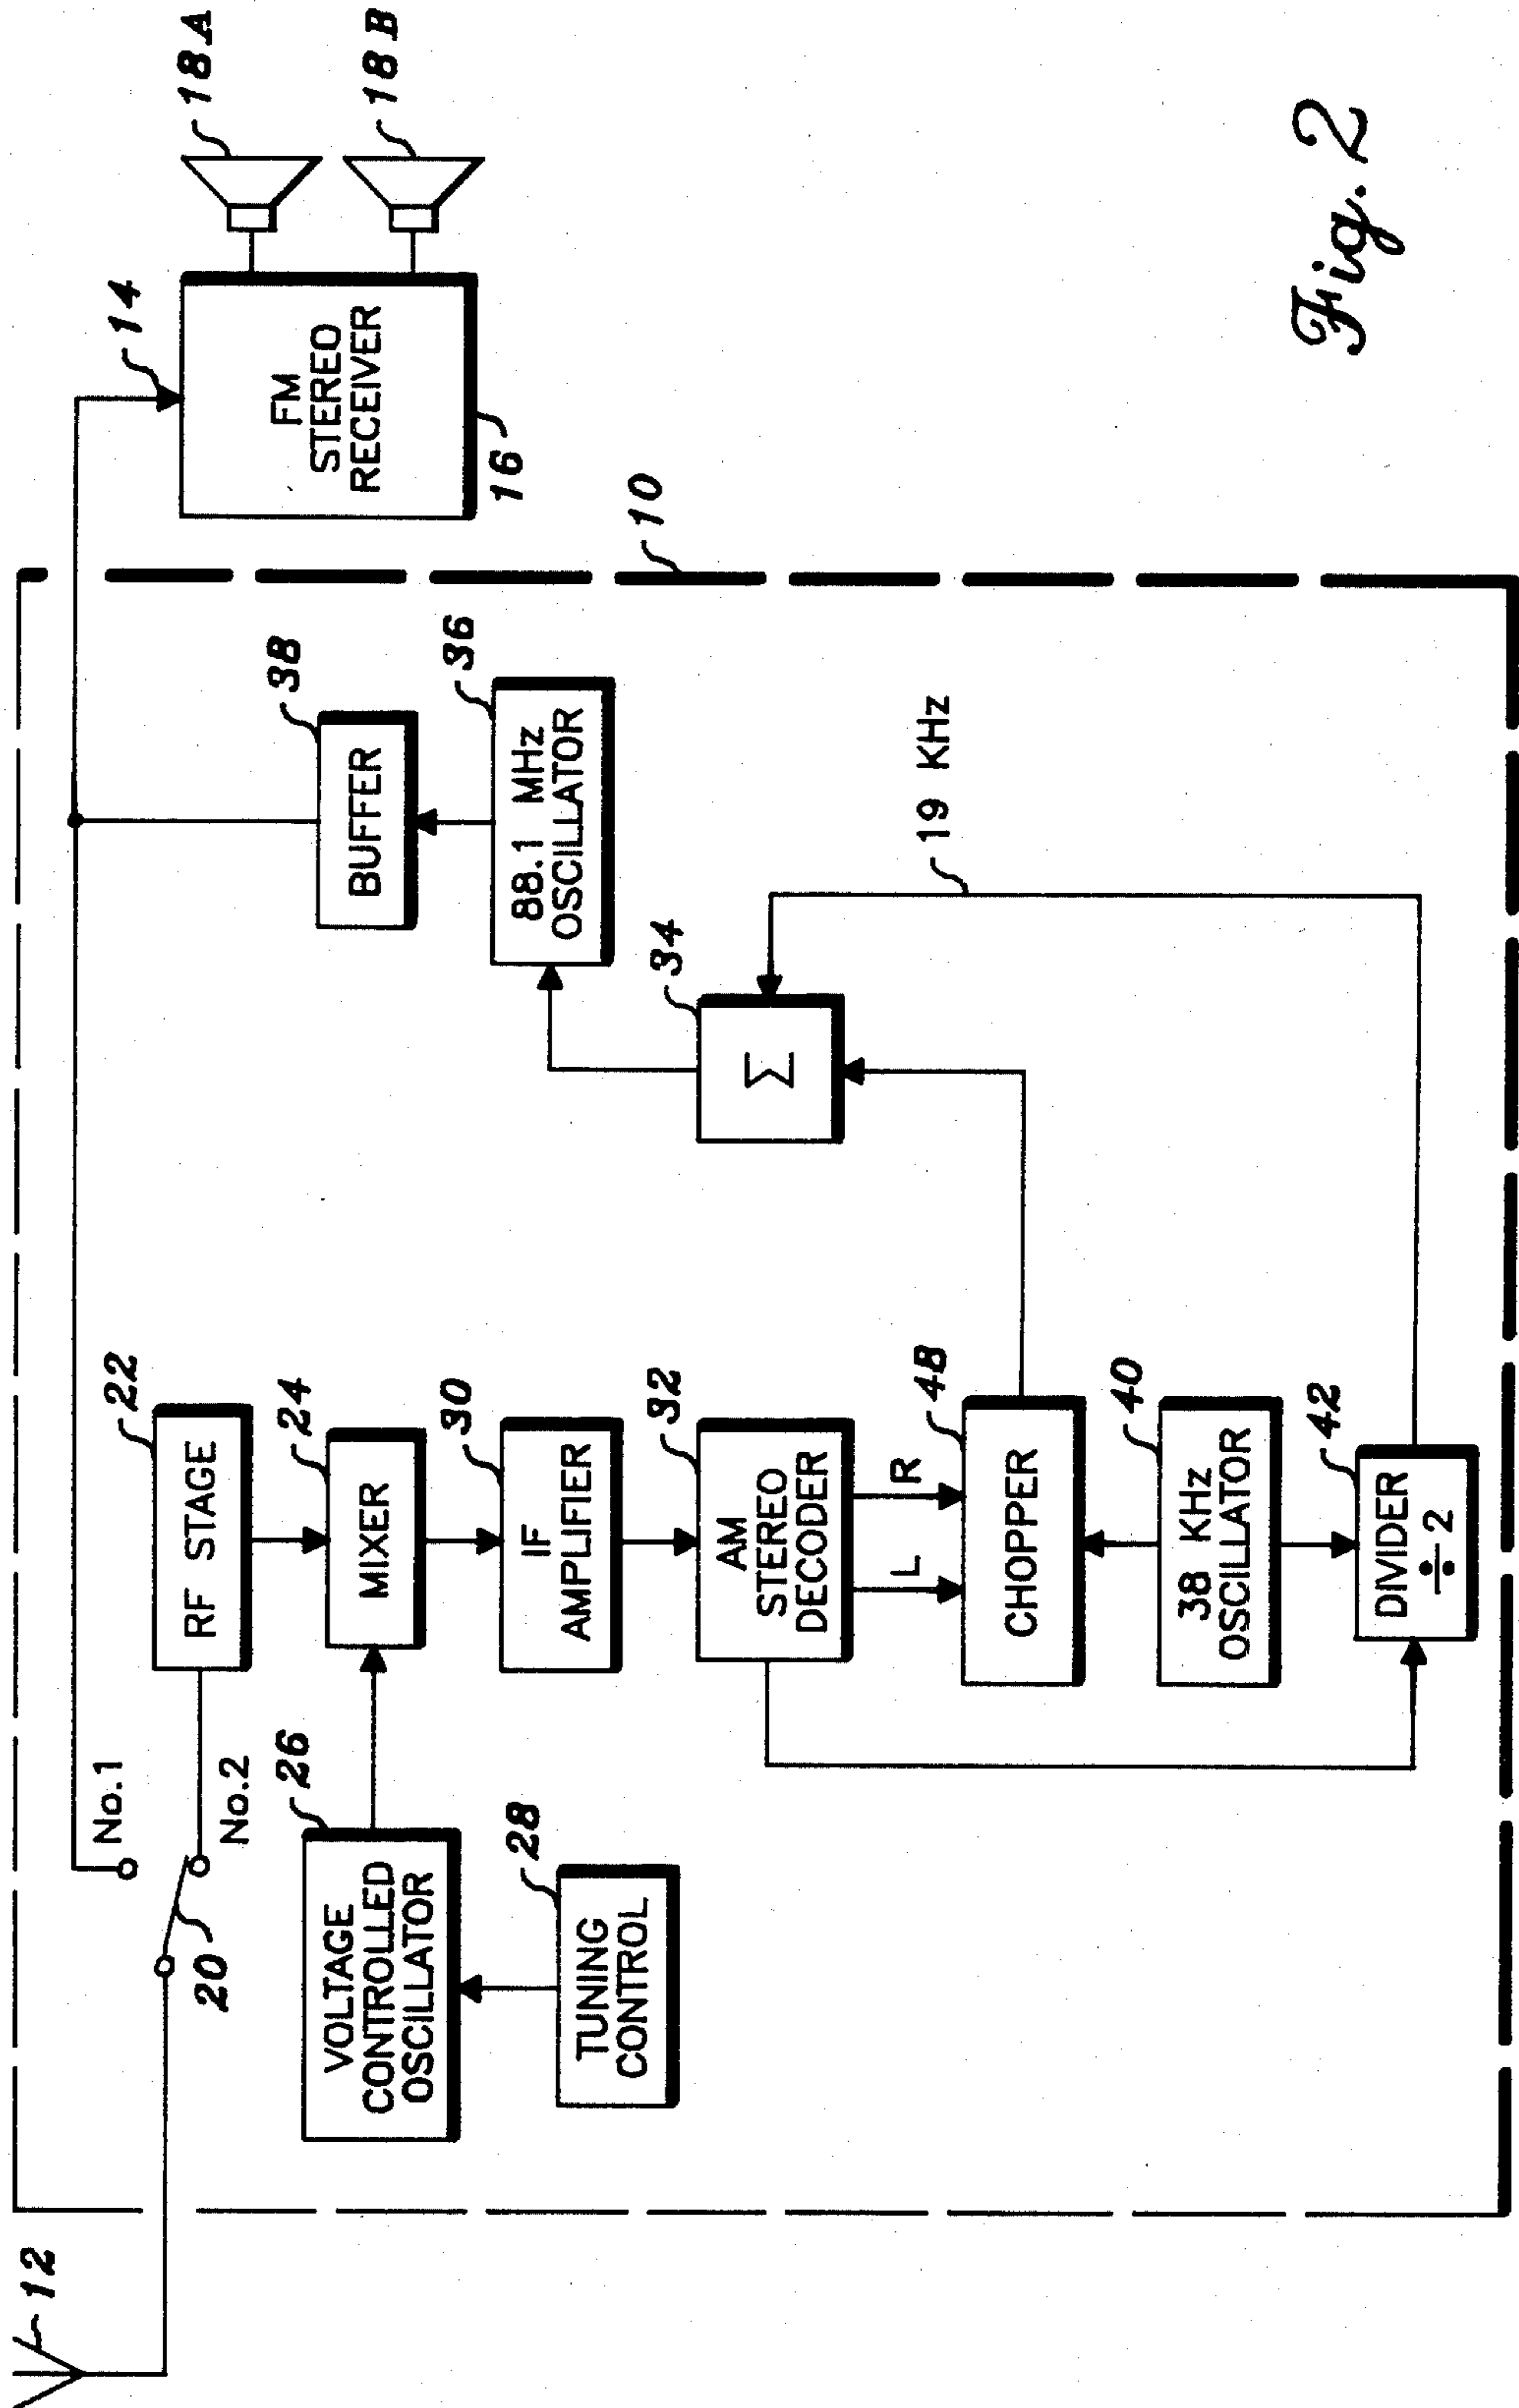 12
20
No.1
No.2
22
RF STAGE
24
MIXER
26
VOLTAGE
CONTROLLED
OSCILLATOR
28
TUNING
CONTROL
30
IF
AMPLIFIER
32
AM
STEREO
DECODER
L
R
48
CHOPPER
40
38 KHz
OSCILLATOR
42
DIVIDER
÷2
19 KHz
34
Σ
36
88.1 MHz
OSCILLATOR
38
BUFFER
10
14
FM
STEREO
RECEIVER
16
18A
18B
Fig. 2